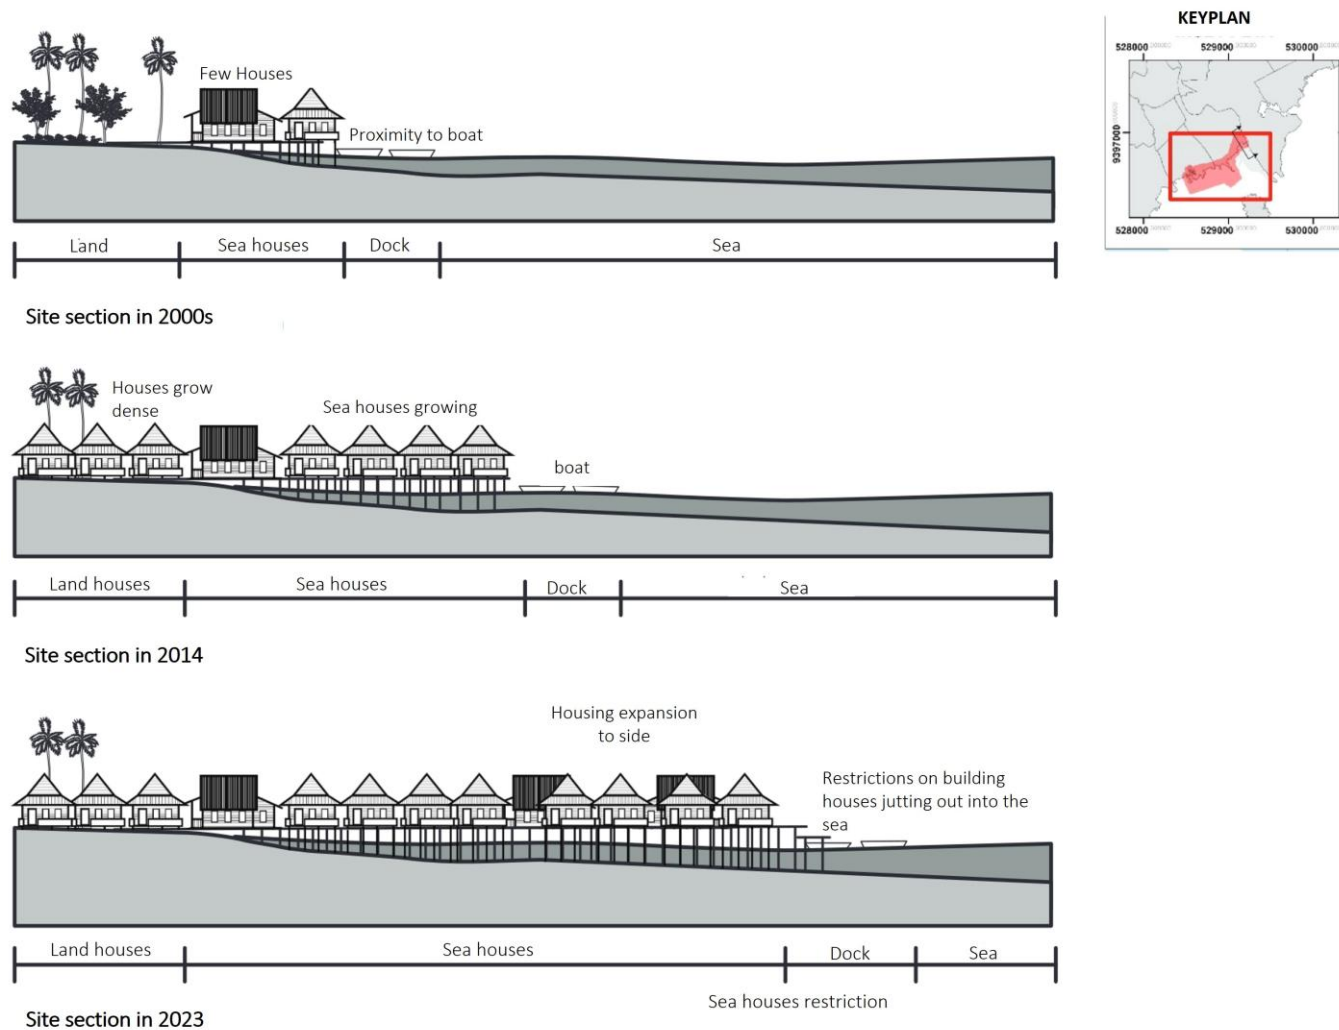 KEYPLAN
528000 529000 530000
9397000
528000 529000 530000
Few Houses
Proximity to boat
Land Sea houses Dock Sea
Site section in 2000s
Houses grow
dense
Sea houses growing
boat
Land houses Sea houses Dock Sea
Site section in 2014
Housing expansion
to side
Restrictions on building
houses jutting out into the
sea
Land houses Sea houses Dock Sea
Sea houses restriction
Site section in 2023